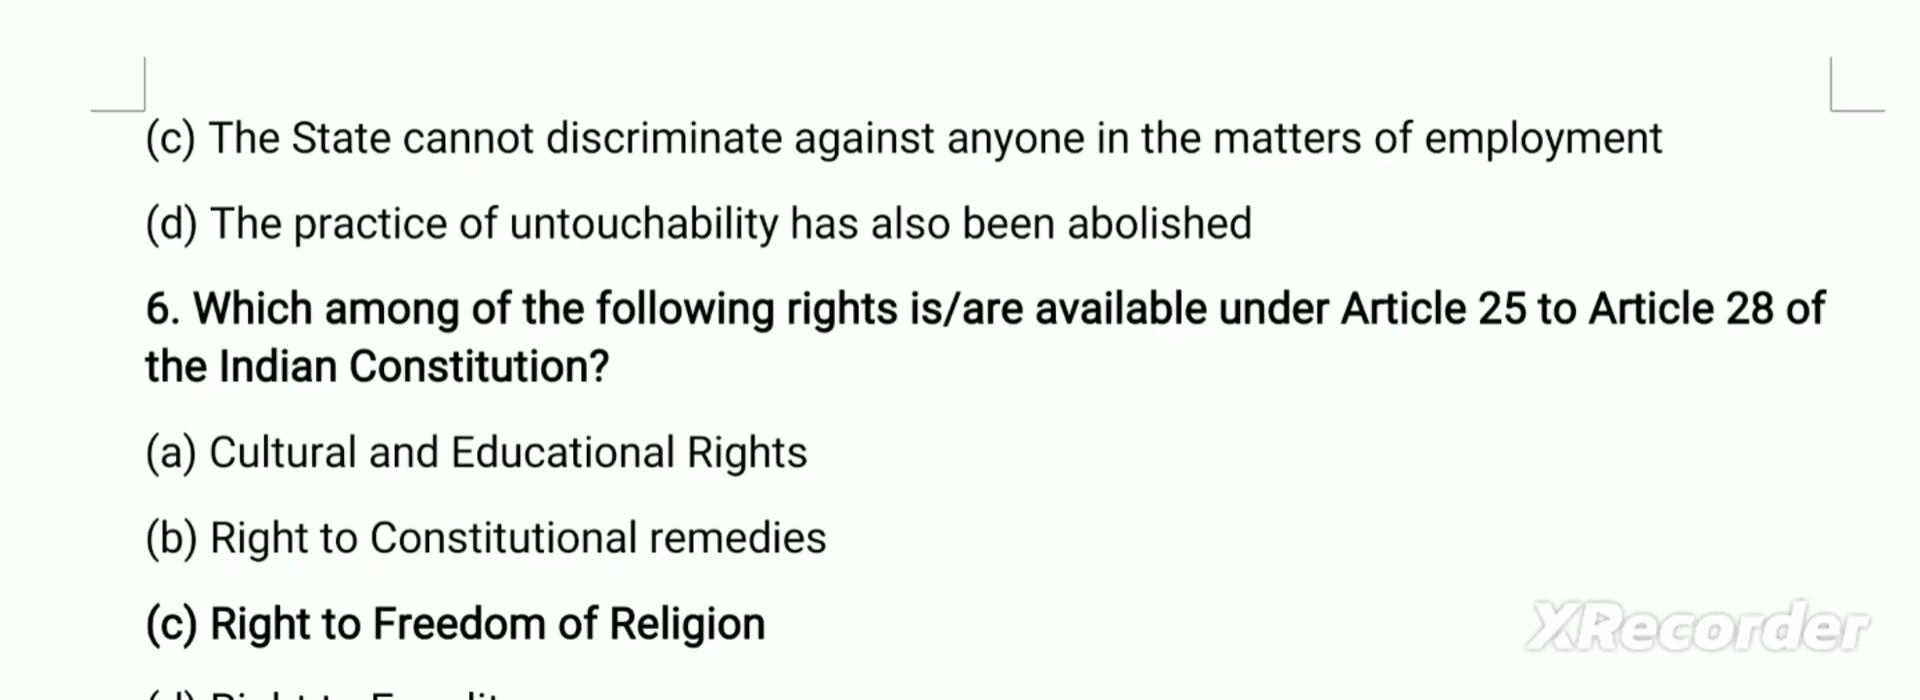 (c) The State cannot discriminate against anyone in the matters of employment
(d) The practice of untouchability has also been abolished
6. Which among of the following rights is/are available under Article 25 to Article 28 of
the Indian Constitution?
(a) Cultural and Educational Rights
(b) Right to Constitutional remedies
(c) Right to Freedom of Religion
XRecorder